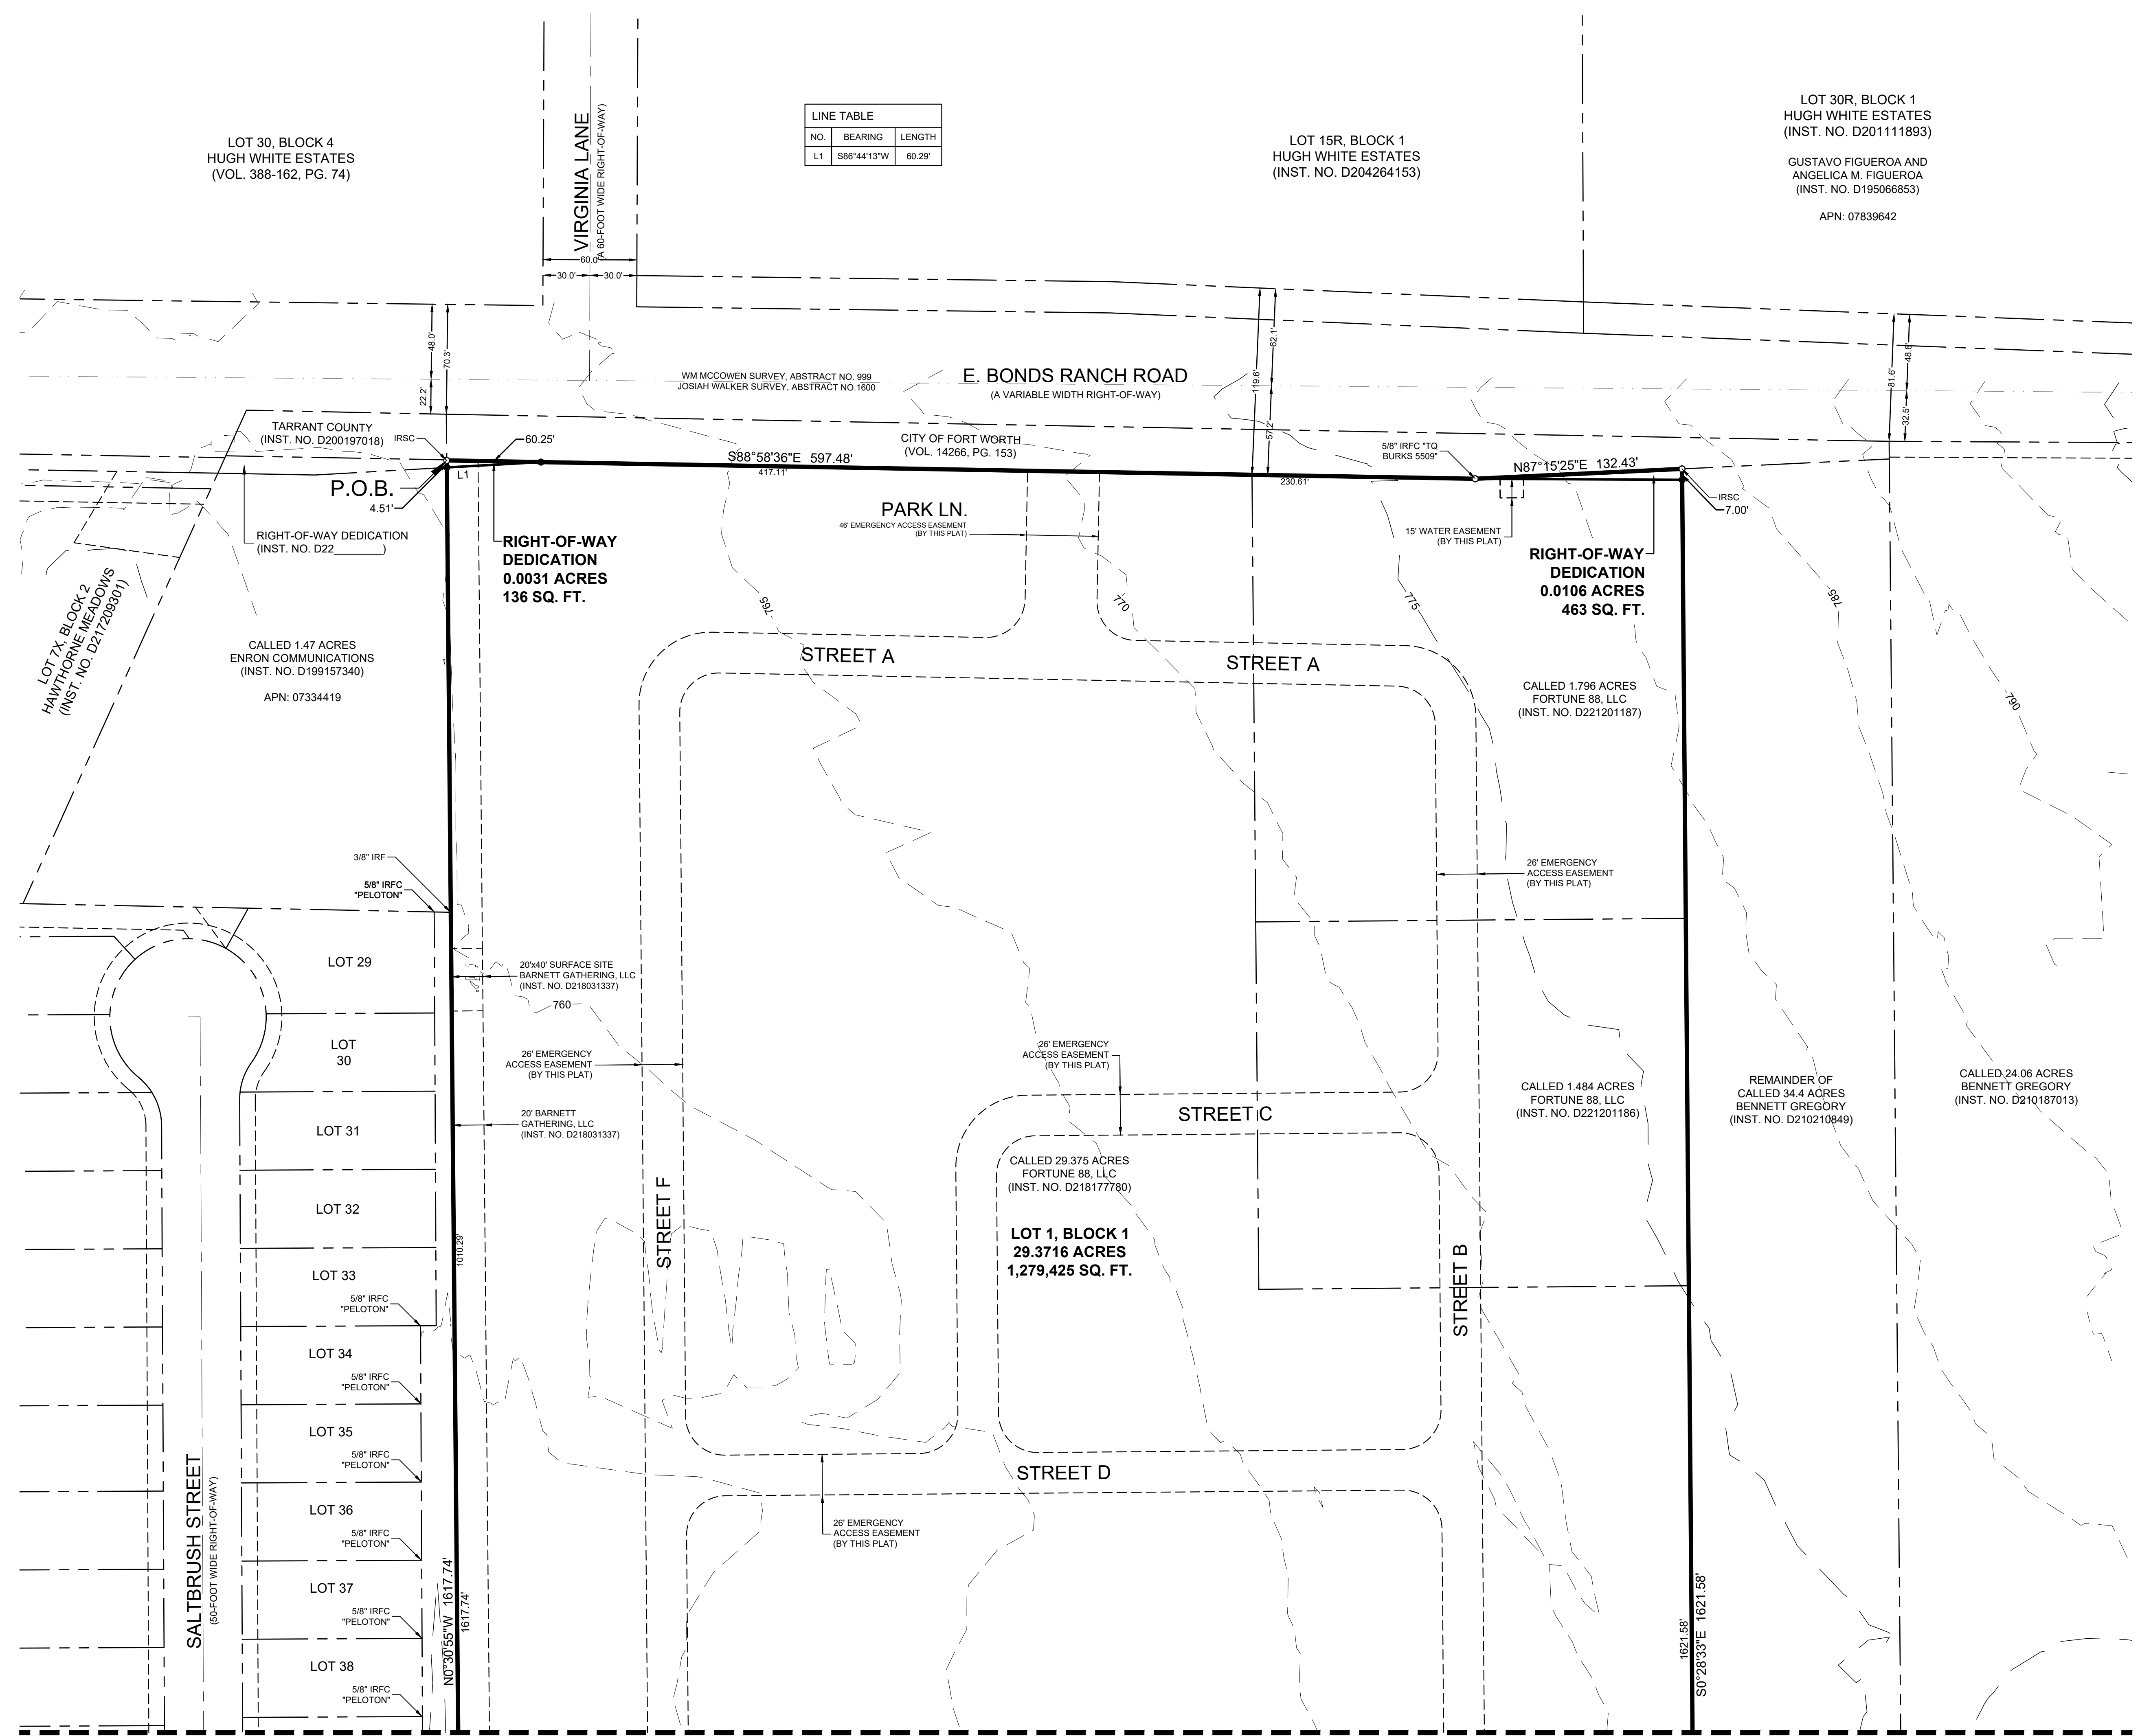 LOT 30, BLOCK 4
HUGH WHITE ESTATES
(VOL. 388-162, PG. 74)
VIRGINIA LANE
(A 60-FOOT WIDE RIGHT-OF-WAY)
60.0'
30.0'
30.0'
LINE TABLE
NO. BEARING LENGTH
L1 S86°44'13"W 60.29'
LOT 15R, BLOCK 1
HUGH WHITE ESTATES
(INST. NO. D204264153)
LOT 30R, BLOCK 1
HUGH WHITE ESTATES
(INST. NO. D201111893)
GUSTAVO FIGUEROA AND
ANGELICA M. FIGUEROA
(INST. NO. D195066853)
APN: 07839642
48.0'
70.3'
22.2'
WM MCCOWEN SURVEY, ABSTRACT NO. 999
JOSIAH WALKER SURVEY, ABSTRACT NO.1600
E. BONDS RANCH ROAD
(A VARIABLE WIDTH RIGHT-OF-WAY)
119.6'
62.1'
57.2'
81.6'
48.8'
32.5'
TARRANT COUNTY
(INST. NO. D200197018)
IRSC
60.25'
CITY OF FORT WORTH
(VOL. 14266, PG. 153)
S88°58'36"E 597.48'
417.11'
230.61'
5/8" IRFC "TQ
BURKS 5509"
N87°15'25"E 132.43'
IRSC
7.00'
L1
P.O.B.
4.51'
RIGHT-OF-WAY DEDICATION
(INST. NO. D22________)
RIGHT-OF-WAY
DEDICATION
0.0031 ACRES
136 SQ. FT.
PARK LN.
46' EMERGENCY ACCESS EASEMENT
(BY THIS PLAT)
15' WATER EASEMENT
(BY THIS PLAT)
RIGHT-OF-WAY
DEDICATION
0.0106 ACRES
463 SQ. FT.
LOT 7X, BLOCK 2
HAWTHORNE MEADOWS
(INST. NO. D217209301)
CALLED 1.47 ACRES
ENRON COMMUNICATIONS
(INST. NO. D199157340)
APN: 07334419
765
770
775
785
790
STREET A
STREET A
CALLED 1.796 ACRES
FORTUNE 88, LLC
(INST. NO. D221201187)
3/8" IRF
5/8" IRFC
"PELOTON"
26' EMERGENCY
ACCESS EASEMENT
(BY THIS PLAT)
LOT 29
20'x40' SURFACE SITE
BARNETT GATHERING, LLC
(INST. NO. D218031337)
760
LOT
30
26' EMERGENCY
ACCESS EASEMENT
(BY THIS PLAT)
26' EMERGENCY
ACCESS EASEMENT
(BY THIS PLAT)
CALLED 1.484 ACRES
FORTUNE 88, LLC
(INST. NO. D221201186)
REMAINDER OF
CALLED 34.4 ACRES
BENNETT GREGORY
(INST. NO. D210210849)
CALLED 24.06 ACRES
BENNETT GREGORY
(INST. NO. D210187013)
LOT 31
20' BARNETT
GATHERING, LLC
(INST. NO. D218031337)
STREET C
CALLED 29.375 ACRES
FORTUNE 88, LLC
(INST. NO. D218177780)
LOT 32
STREET F
LOT 1, BLOCK 1
29.3716 ACRES
1,279,425 SQ. FT.
1010.29'
STREET B
LOT 33
5/8" IRFC
"PELOTON"
LOT 34
5/8" IRFC
"PELOTON"
LOT 35
5/8" IRFC
"PELOTON"
STREET D
SALTBRUSH STREET
(50-FOOT WIDE RIGHT-OF-WAY)
LOT 36
5/8" IRFC
"PELOTON"
26' EMERGENCY
ACCESS EASEMENT
(BY THIS PLAT)
LOT 37
5/8" IRFC
"PELOTON"
N0°30'55"W 1617.74'
1617.74'
1621.58'
S0°28'33"E 1621.58'
LOT 38
5/8" IRFC
"PELOTON"